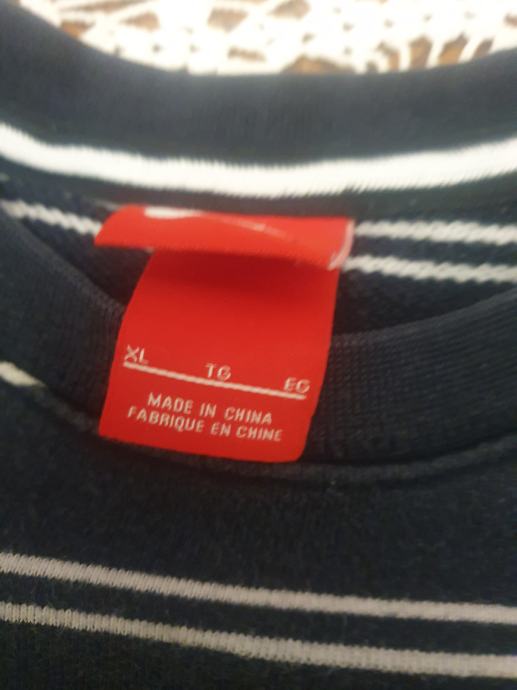 XL TG EG
MADE IN CHINA
FABRIQUE EN CHINE